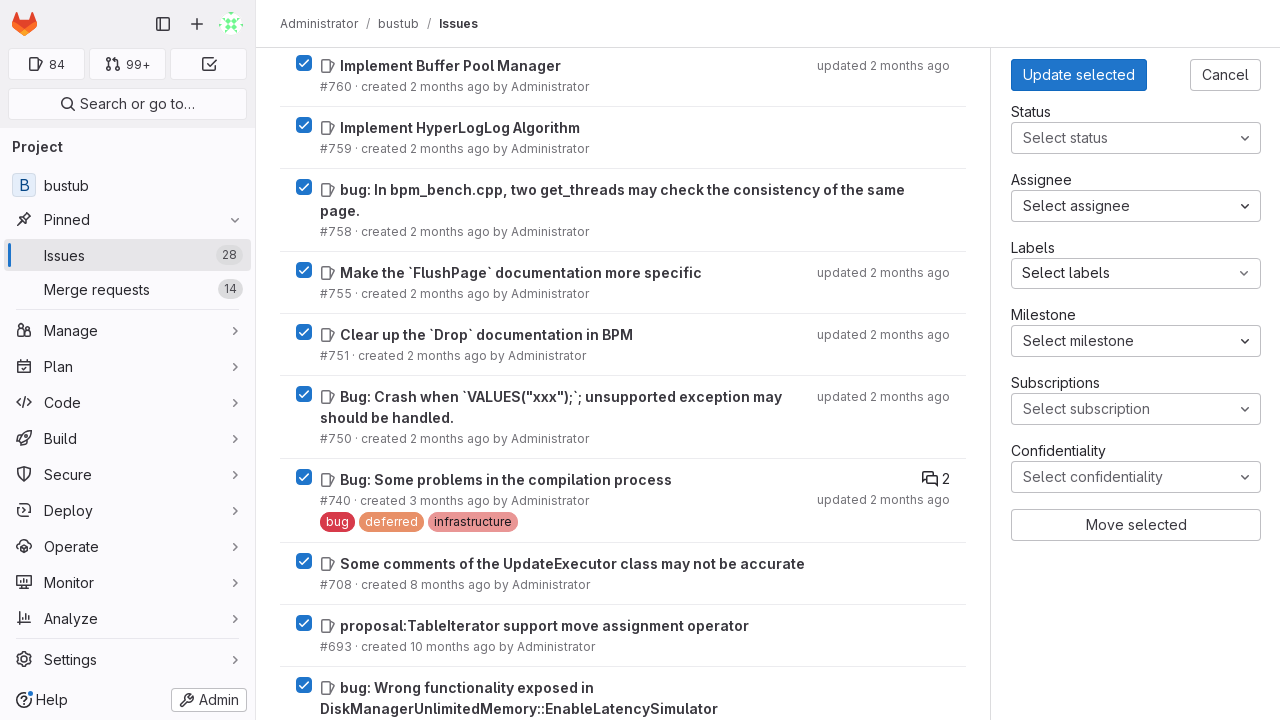 84
99+
Search or go to…
Project
B bustub
Pinned
Issues 28
Merge requests 14
Manage
Plan
Code
Build
Secure
Deploy
Operate
Monitor
Analyze
Settings
Help
Admin
Administrator / bustub / Issues
Implement Buffer Pool Manager
updated 2 months ago
#760 · created 2 months ago by Administrator
Implement HyperLogLog Algorithm
#759 · created 2 months ago by Administrator
bug: In bpm_bench.cpp, two get_threads may check the consistency of the same
page.
#758 · created 2 months ago by Administrator
Make the `FlushPage` documentation more specific
updated 2 months ago
#755 · created 2 months ago by Administrator
Clear up the `Drop` documentation in BPM
updated 2 months ago
#751 · created 2 months ago by Administrator
Bug: Crash when `VALUES("xxx");`; unsupported exception may
should be handled.
updated 2 months ago
#750 · created 2 months ago by Administrator
Bug: Some problems in the compilation process
2
#740 · created 3 months ago by Administrator
updated 2 months ago
bug deferred infrastructure
Some comments of the UpdateExecutor class may not be accurate
#708 · created 8 months ago by Administrator
proposal:TableIterator support move assignment operator
#693 · created 10 months ago by Administrator
bug: Wrong functionality exposed in
DiskManagerUnlimitedMemory::EnableLatencySimulator
Update selected
Cancel
Status
Select status
Assignee
Select assignee
Labels
Select labels
Milestone
Select milestone
Subscriptions
Select subscription
Confidentiality
Select confidentiality
Move selected